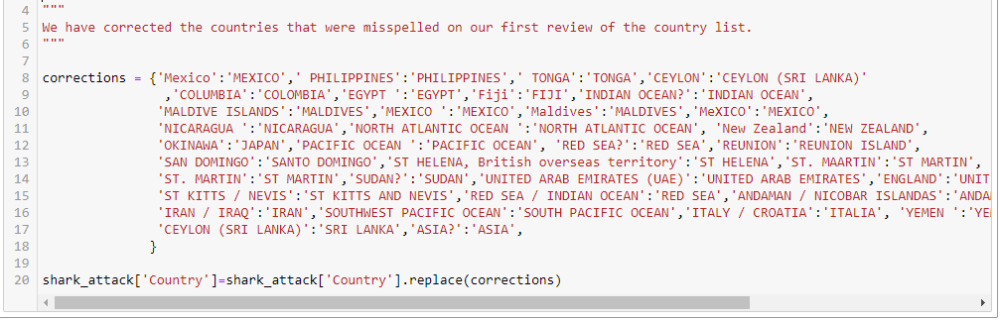 4 """
5 We have corrected the countries that were misspelled on our first review of the country list.
6 """
7
8 corrections = {'Mexico':'MEXICO',' PHILIPPINES':'PHILIPPINES',' TONGA':'TONGA','CEYLON':'CEYLON (SRI LANKA)'
9 ,'COLUMBIA':'COLOMBIA','EGYPT ':'EGYPT','Fiji':'FIJI','INDIAN OCEAN?':'INDIAN OCEAN',
10 'MALDIVE ISLANDS':'MALDIVES','MEXICO ':'MEXICO','Maldives':'MALDIVES','MeXICO':'MEXICO',
11 'NICARAGUA ':'NICARAGUA','NORTH ATLANTIC OCEAN ':'NORTH ATLANTIC OCEAN', 'New Zealand':'NEW ZEALAND',
12 'OKINAWA':'JAPAN','PACIFIC OCEAN ':'PACIFIC OCEAN', 'RED SEA?':'RED SEA','REUNION':'REUNION ISLAND',
13 'SAN DOMINGO':'SANTO DOMINGO','ST HELENA, British overseas territory':'ST HELENA','ST. MAARTIN':'ST MARTIN',
14 'ST. MARTIN':'ST MARTIN','SUDAN?':'SUDAN','UNITED ARAB EMIRATES (UAE)':'UNITED ARAB EMIRATES','ENGLAND':'UNIT
15 'ST KITTS / NEVIS':'ST KITTS AND NEVIS','RED SEA / INDIAN OCEAN':'RED SEA','ANDAMAN / NICOBAR ISLANDAS':'ANDA
16 'IRAN / IRAQ':'IRAN','SOUTHWEST PACIFIC OCEAN':'SOUTH PACIFIC OCEAN','ITALY / CROATIA':'ITALIA', 'YEMEN ':'YE
17 'CEYLON (SRI LANKA)':'SRI LANKA','ASIA?':'ASIA',
18 }
19
20 shark_attack['Country']=shark_attack['Country'].replace(corrections)